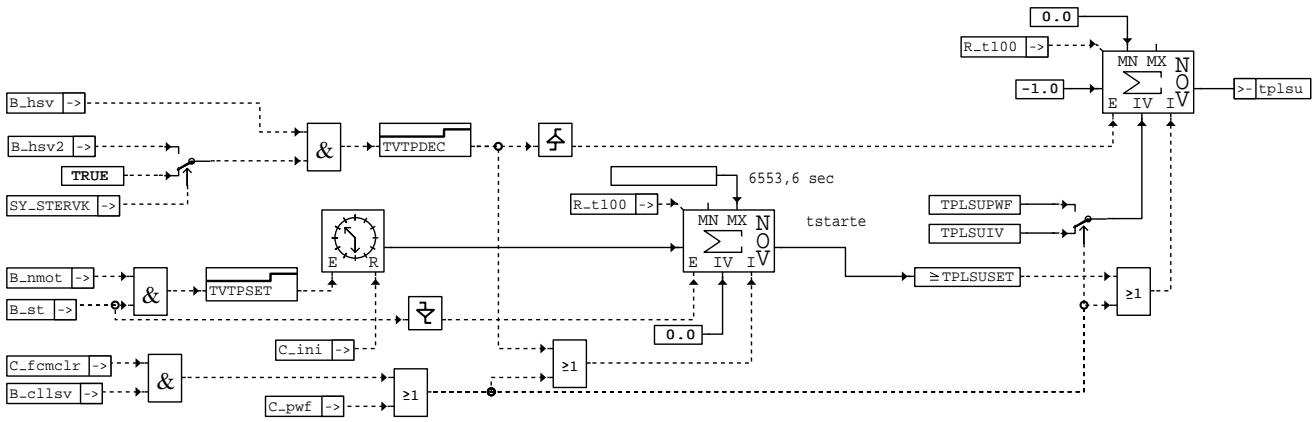 0.0
R_t100 ->
MN MX N
O
V
E IV I
-1.0
>- tplsu
B_hsv ->
B_hsv2 ->
TRUE
SY_STERVK ->
&
TVTPDEC
6553,6 sec
R_t100 ->
MN MX N
O
V
E IV I
tstarte
TPLSUPWF
TPLSUIV
E R
B_nmot ->
B_st ->
&
TVTPSET
≥TPLSUSET
≥1
0.0
C_ini ->
≥1
C_fcmclr ->
B_cllsv ->
&
C_pwf ->
≥1